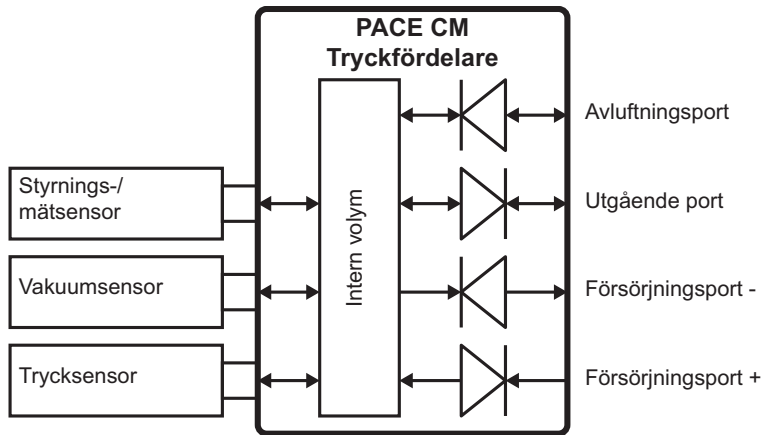 PACE CM
Tryckfördelare
Styrnings-/
mätsensor
Vakuumsensor
Trycksensor
Intern volym
Avluftningsport
Utgående port
Försörjningsport -
Försörjningsport +